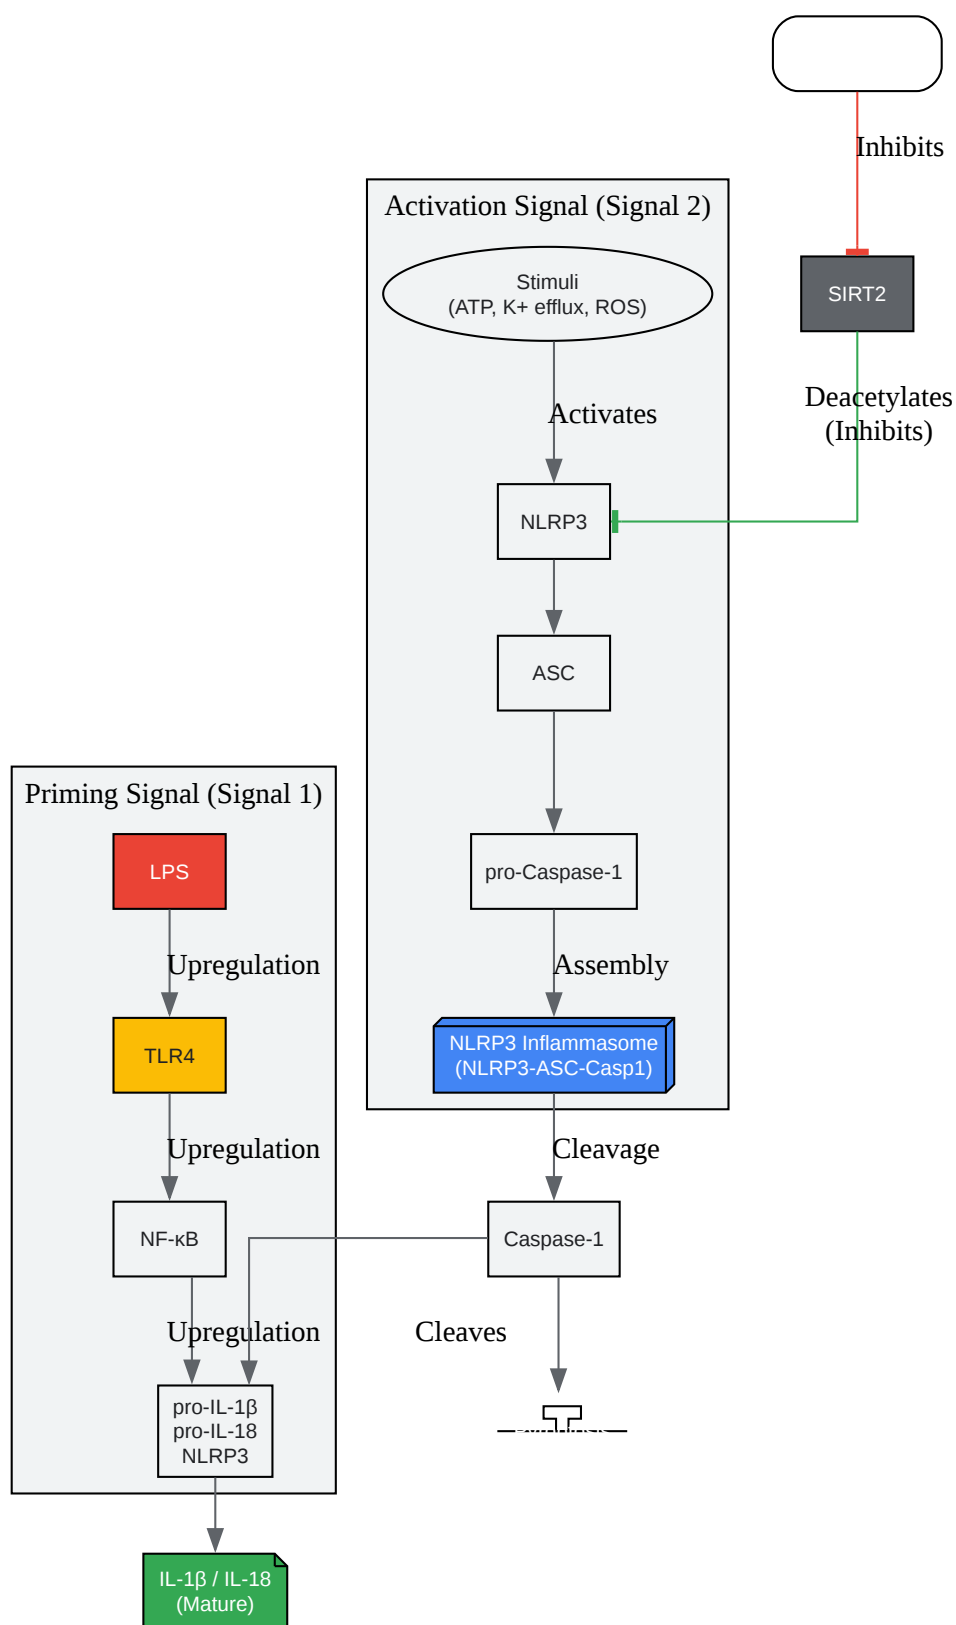 Inhibits
Activation Signal (Signal 2)
Stimuli
(ATP, K+ efflux, ROS)
SIRT2
Deacetylates
(Inhibits)
Activates
NLRP3
ASC
Priming Signal (Signal 1)
pro-Caspase-1
LPS
Upregulation
Assembly
TLR4
NLRP3 Inflammasome
(NLRP3-ASC-Casp1)
Upregulation
Cleavage
NF-κB
Caspase-1
Upregulation
Cleaves
pro-IL-1β
pro-IL-18
NLRP3
IL-1β / IL-18
(Mature)